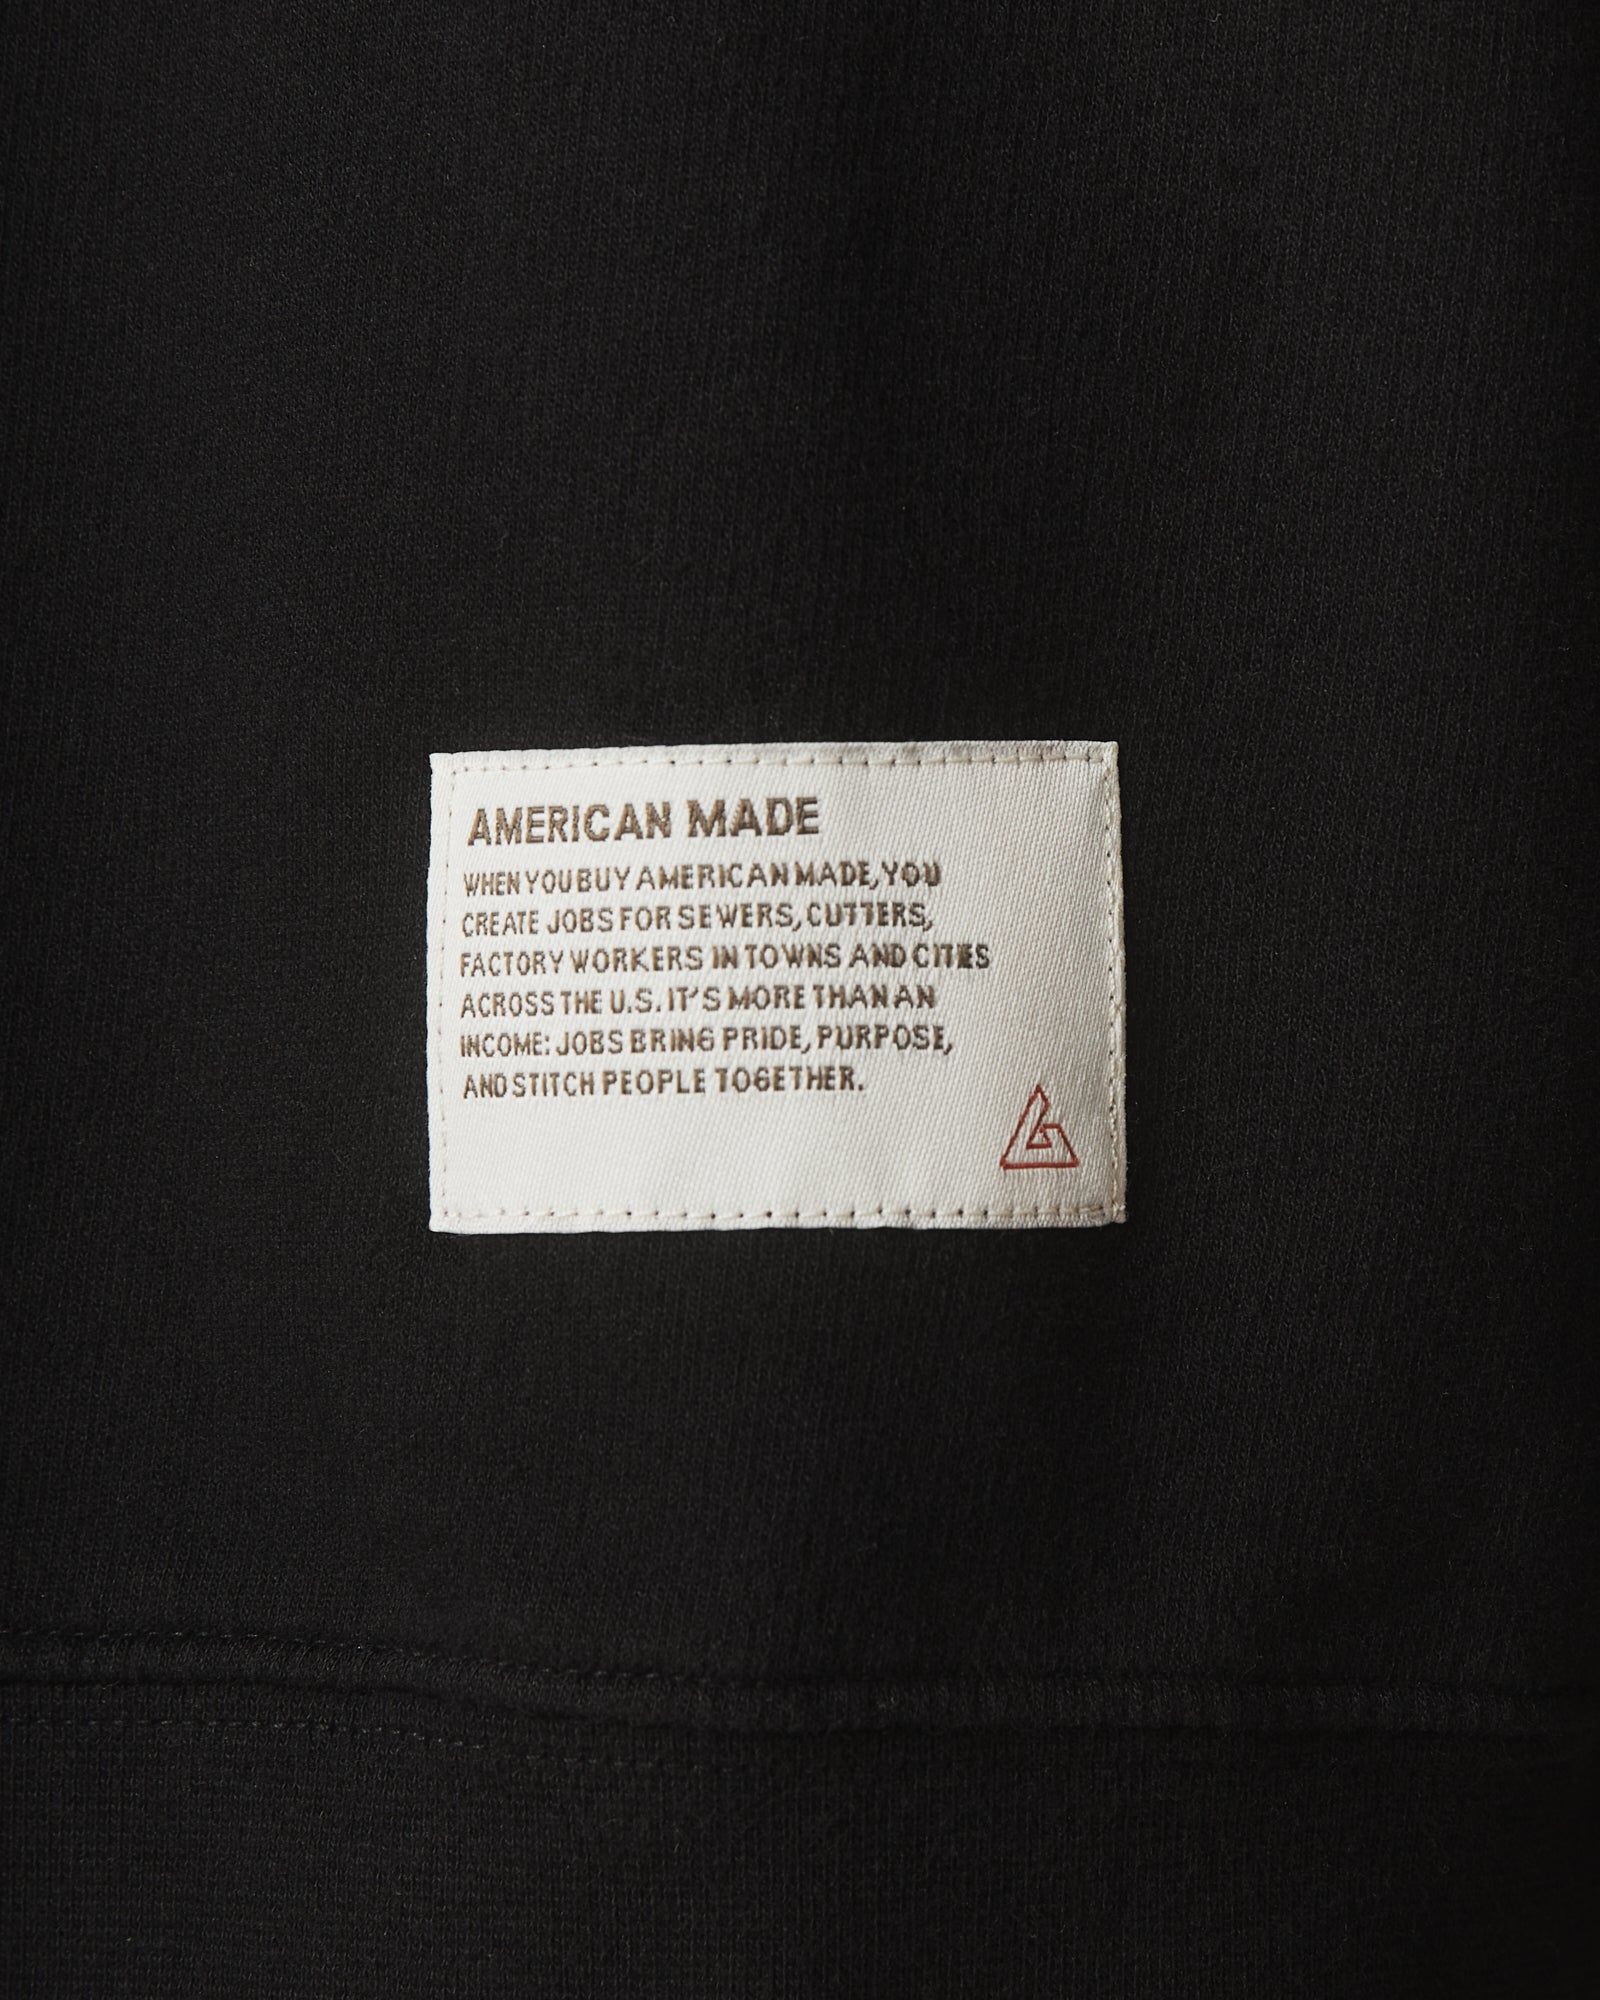 AMERICAN MADE
WHEN YOU BUY AMERICAN MADE, YOU
CREATE JOBS FOR SEWERS, CUTTERS,
FACTORY WORKERS IN TOWNS AND CITIES
ACROSS THE U.S. IT'S MORE THAN AN
INCOME: JOBS BRING PRIDE, PURPOSE,
AND STITCH PEOPLE TOGETHER.